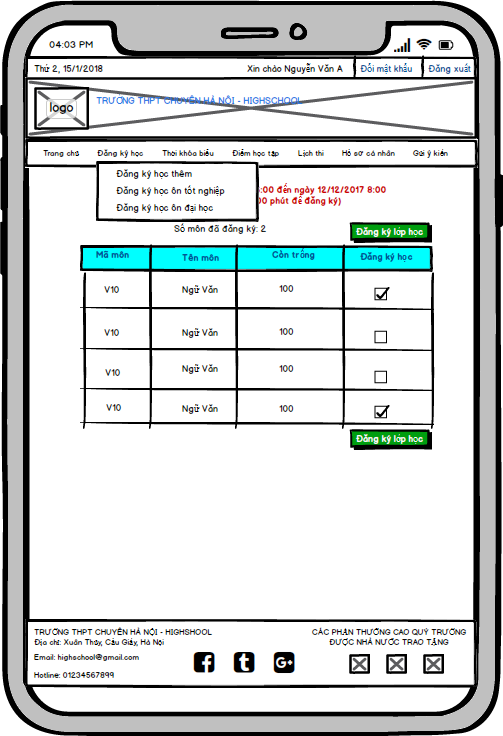 04:03 PM
Thứ 2, 15/1/2018 Xin chào Nguyễn Văn A Đổi mật khẩu Đăng xuất
logo
TRƯỜNG THPT CHUYÊN HÀ NỘI - HIGHSCHOOL
Trang chủ Đăng ký học Thời khóa biểu Điểm học tập Lịch thi Hồ sơ cá nhân Gửi ý kiến
Đăng ký học thêm
Đăng ký học ôn tốt nghiệp
Đăng ký học ôn đại học
:00 đến ngày 12/12/2017 8:00
phút để đăng ký)
Số môn đã đăng ký: 2
Đăng ký lớp học
Mã môn Tên môn Còn trống Đăng ký học
V10 Ngữ Văn 100
V10 Ngữ Văn 100
V10 Ngữ Văn 100
V10 Ngữ Văn 100
Đăng ký lớp học
TRƯỜNG THPT CHUYÊN HÀ NỘI - HIGHSHOOL
Địa chỉ: Xuân Thủy, Cầu Giấy, Hà Nội
Email: highschool@gmail.com
Hotline: 01234567899
f t G+
CÁC PHẦN THƯỞNG CAO QUÝ TRƯỜNG
ĐƯỢC NHÀ NƯỚC TRAO TẶNG